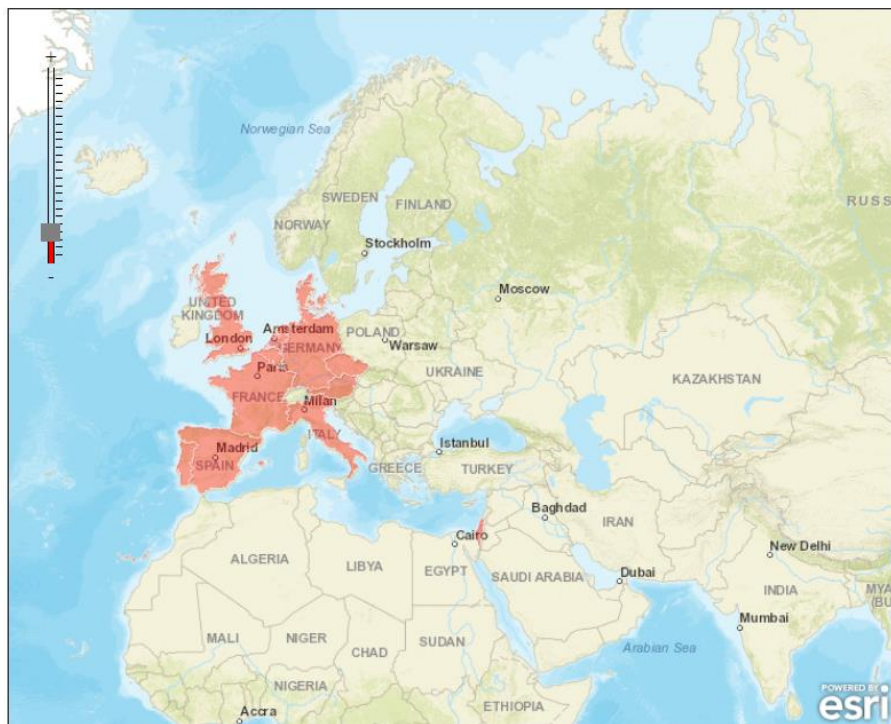 +
-
Norwegian Sea
SWEDEN
FINLAND
NORWAY
RUSS
Stockholm
Moscow
UNITED
KINGDOM
London
Amsterdam
GERMANY
POLAND
Warsaw
Paris
UKRAINE
KAZAKHSTAN
FRANCE
Milan
ITALY
Madrid
SPAIN
Istanbul
GREECE
TURKEY
Baghdad
IRAN
Cairo
New Delhi
ALGERIA
LIBYA
EGYPT
SAUDI ARABIA
Dubai
INDIA
MYA
(BU
Mumbai
MALI
NIGER
CHAD
SUDAN
Arabian Sea
NIGERIA
ETHIOPIA
Accra
POWERED BY
esri